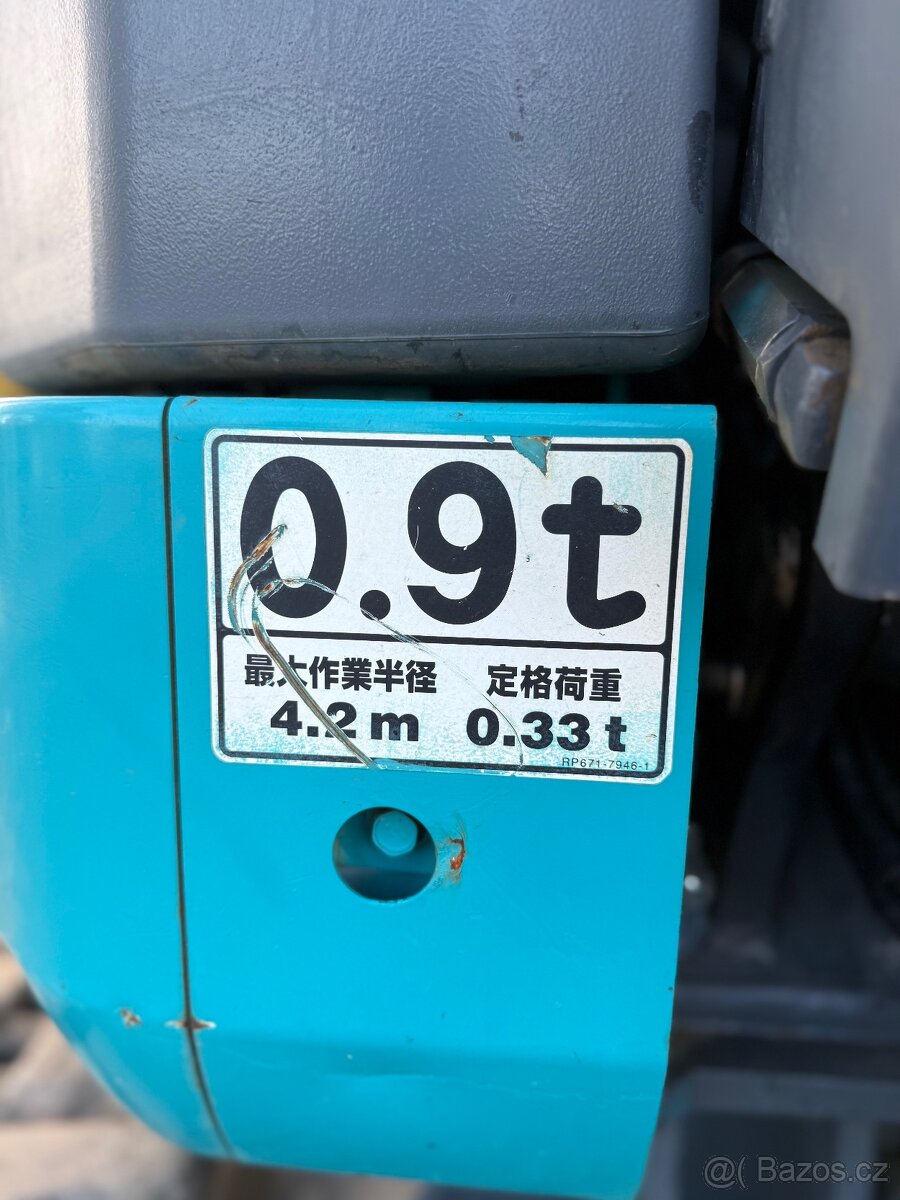 0.9t
最大作業半径 定格荷重
4.2m 0.33t
RP671-7946-1
@( Bazos.cz